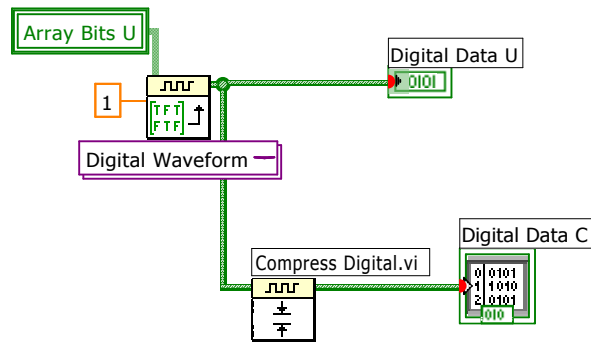 Array Bits U
Digital Data U
0101
1
TFT
FTF
Digital Waveform
Digital Data C
Compress Digital.vi
0 0101
1 1010
2 0101
010